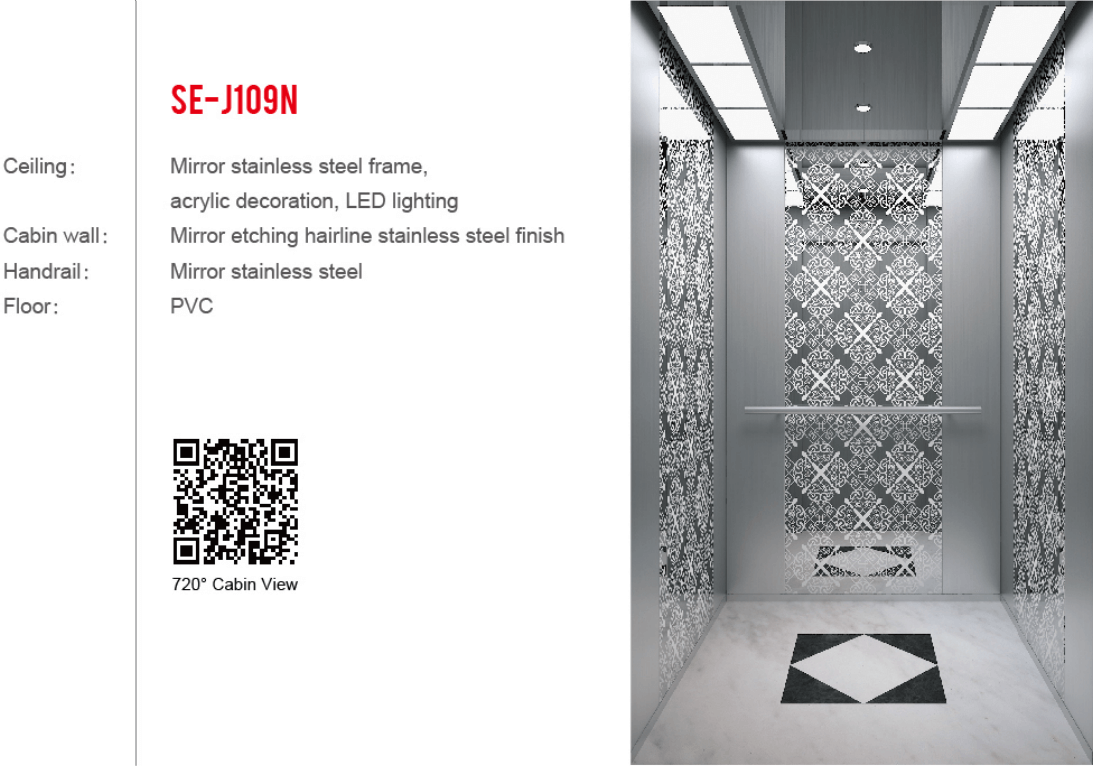 SE-J109N
Ceiling: Mirror stainless steel frame,
acrylic decoration, LED lighting
Cabin wall: Mirror etching hairline stainless steel finish
Handrail: Mirror stainless steel
Floor: PVC
720° Cabin View